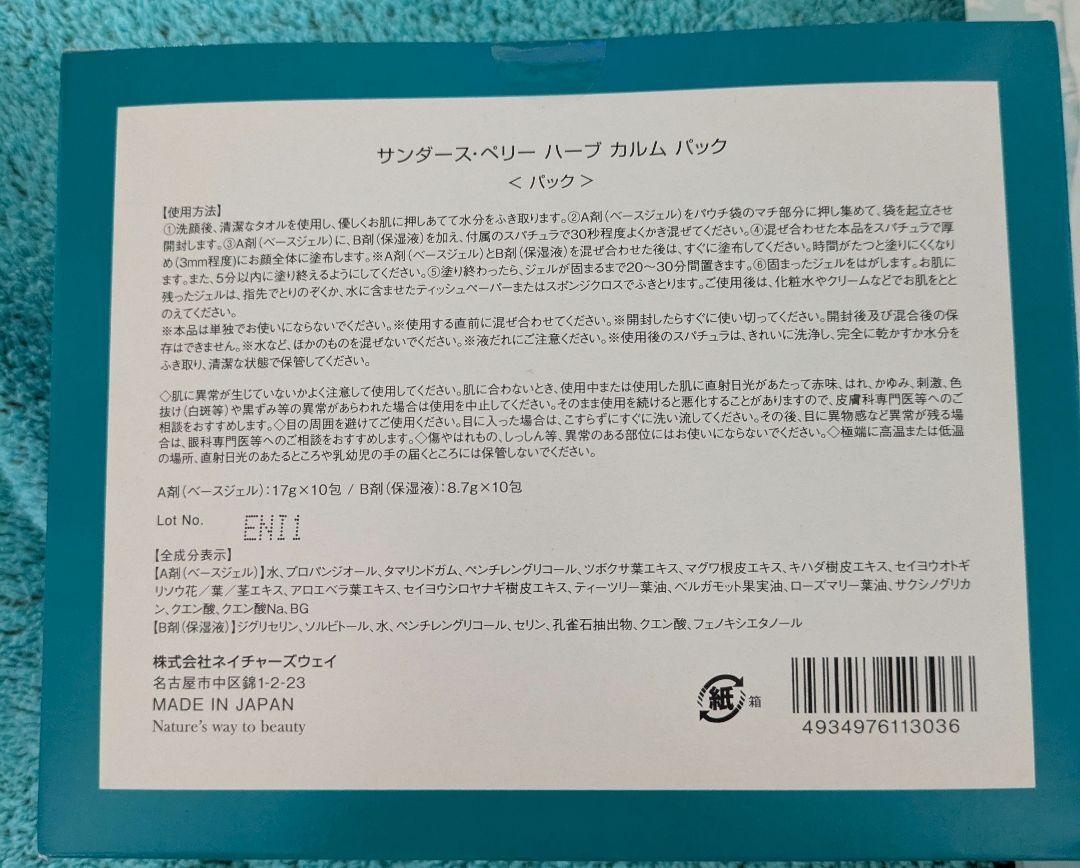 サンダース・ペリー ハーブ カルム パック
< パック >
【使用方法】
①洗顔後、清潔なタオルを使用し、優しくお肌に押しあてて水分をふき取ります。②A剤(ベースジェル)をパウチ袋のマチ部分に押し集めて、袋を起立させ
開封します。③A剤(ベースジェル)に、B剤(保湿液)を加え、付属のスパチュラで30秒程度よくかき混ぜてください。④混ぜ合わせた本品をスパチュラで厚
め(3mm程度)にお顔全体に塗布します。※A剤(ベースジェル)とB剤(保湿液)を混ぜ合わせた後は、すぐに塗布してください。時間がたつと塗りにくくなり
ます。また、5分以内に塗り終えるようにしてください。⑤塗り終わったら、ジェルが固まるまで20〜30分間置きます。⑥固まったジェルをはがします。お肌に
残ったジェルは、指先でとりのぞくか、水に含ませたティッシュペーパーまたはスポンジクロスでふきとります。ご使用後は、化粧水やクリームなどでお肌をとと
のえてください。
※本品は単独でお使いにならないでください。※使用する直前に混ぜ合わせてください。※開封したらすぐに使い切ってください。開封後及び混合後の保
存はできません。※水など、ほかのものを混ぜないでください。※液だれにご注意ください。※使用後のスパチュラは、きれいに洗浄し、完全に乾かすか水分を
ふき取り、清潔な状態で保管してください。
◇肌に異常が生じていないかよく注意して使用してください。肌に合わないとき、使用中または使用した肌に直射日光があたって赤味、はれ、かゆみ、刺激、色
抜け(白斑等)や黒ずみ等の異常があらわれた場合は使用を中止してください。そのまま使用を続けると悪化することがありますので、皮膚科専門医等へのご
相談をおすすめします。◇目の周囲を避けてご使用ください。目に入った場合は、こすらずにすぐに洗い流してください。その後、目に異物感など異常が残る場
合は、眼科専門医等へのご相談をおすすめします。◇傷やはれもの、しっしん等、異常のある部位にはお使いにならないでください。◇極端に高温または低温
の場所、直射日光のあたるところや乳幼児の手の届くところには保管しないでください。
A剤(ベースジェル):17g×10包 / B剤(保湿液):8.7g×10包
Lot No. ENI1
【全成分表示】
【A剤(ベースジェル)】水、プロパンジオール、タマリンドガム、ペンチレングリコール、ツボクサ葉エキス、マグワ根皮エキス、キハダ樹皮エキス、セイヨウオトギ
リソウ花/葉/茎エキス、アロエベラ葉エキス、セイヨウシロヤナギ樹皮エキス、ティーツリー葉油、ベルガモット果実油、ローズマリー葉油、サクシノグリカ
ン、クエン酸、クエン酸Na、BG
【B剤(保湿液)】ジグリセリン、ソルビトール、水、ペンチレングリコール、セリン、孔雀石抽出物、クエン酸、フェノキシエタノール
株式会社ネイチャーズウェイ
名古屋市中区錦1-2-23
MADE IN JAPAN
Nature's way to beauty
紙 箱
4934976113036